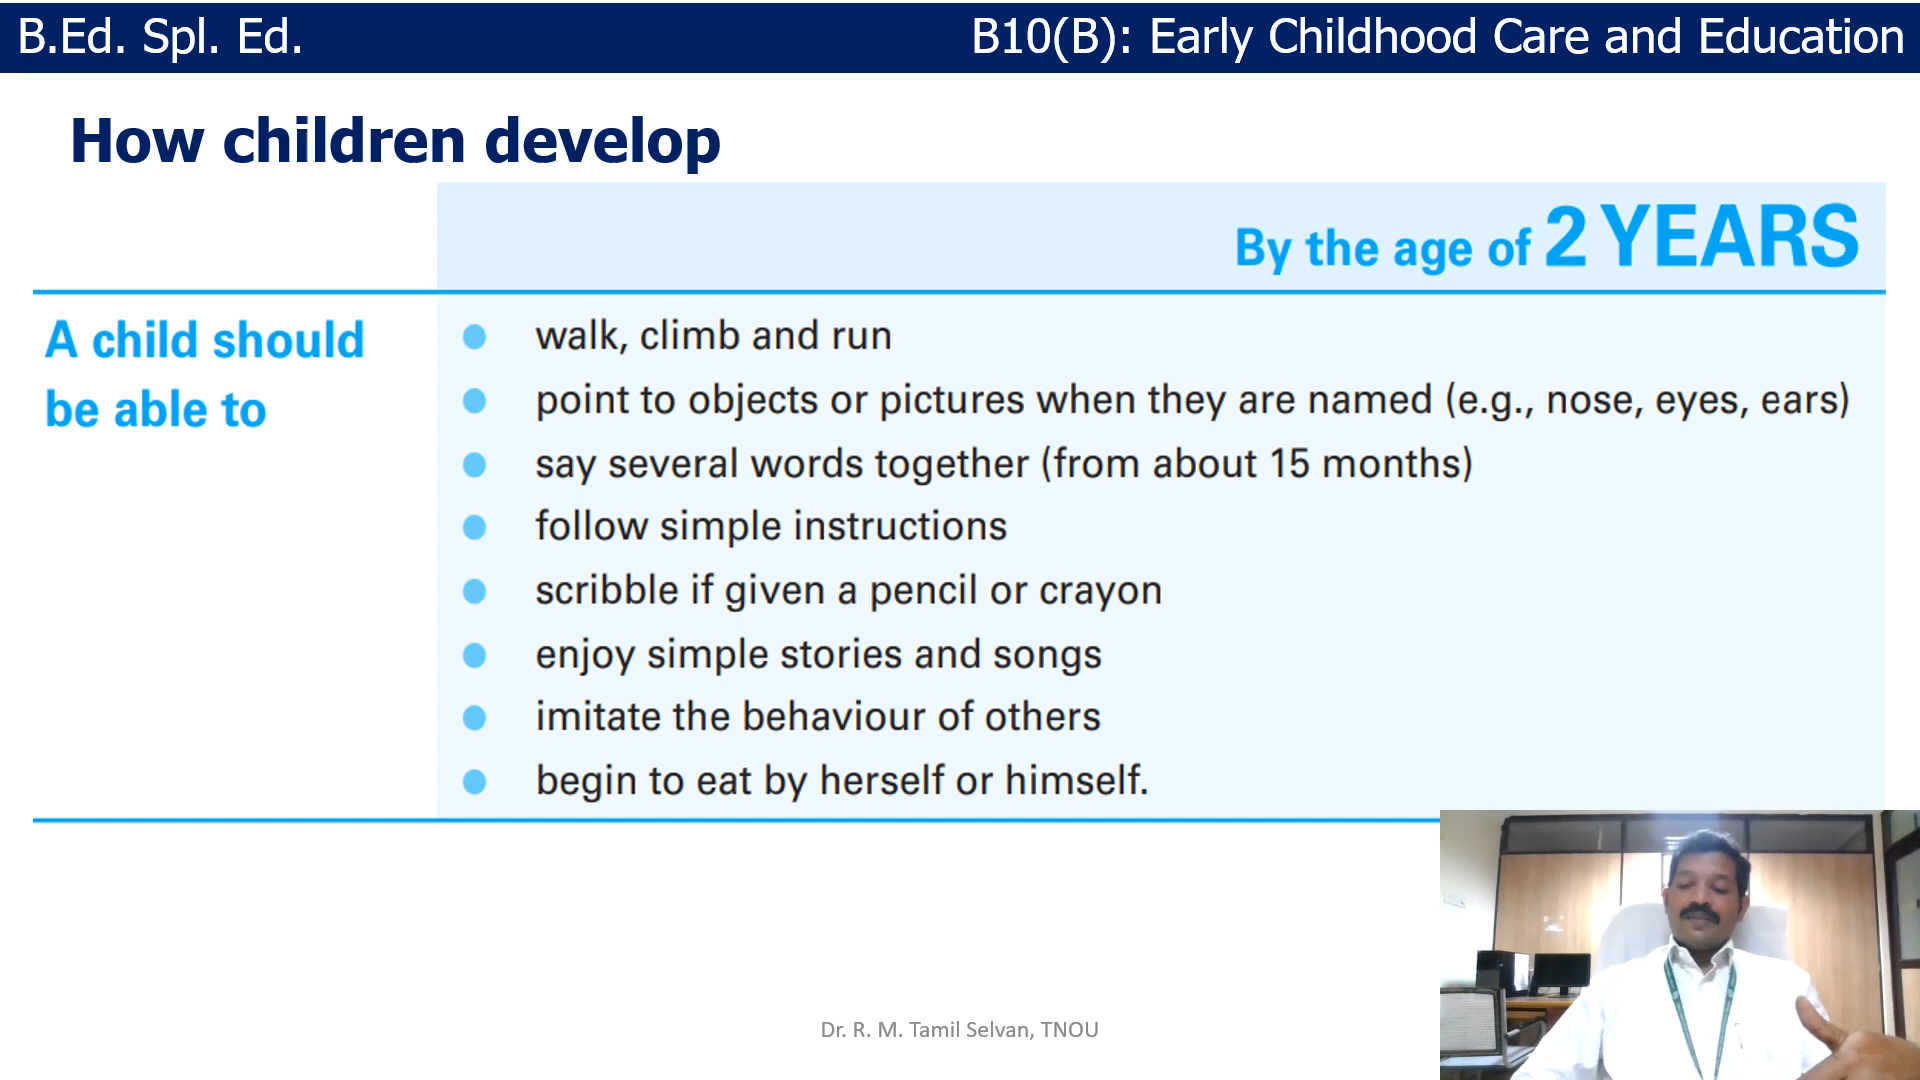 B.Ed. Spl. Ed.
B10(B): Early Childhood Care and Education
How children develop
By the age of 2 YEARS
A child should
be able to
walk, climb and run
point to objects or pictures when they are named (e.g., nose, eyes, ears)
say several words together (from about 15 months)
follow simple instructions
scribble if given a pencil or crayon
enjoy simple stories and songs
imitate the behaviour of others
begin to eat by herself or himself.
Dr. R. M. Tamil Selvan, TNOU